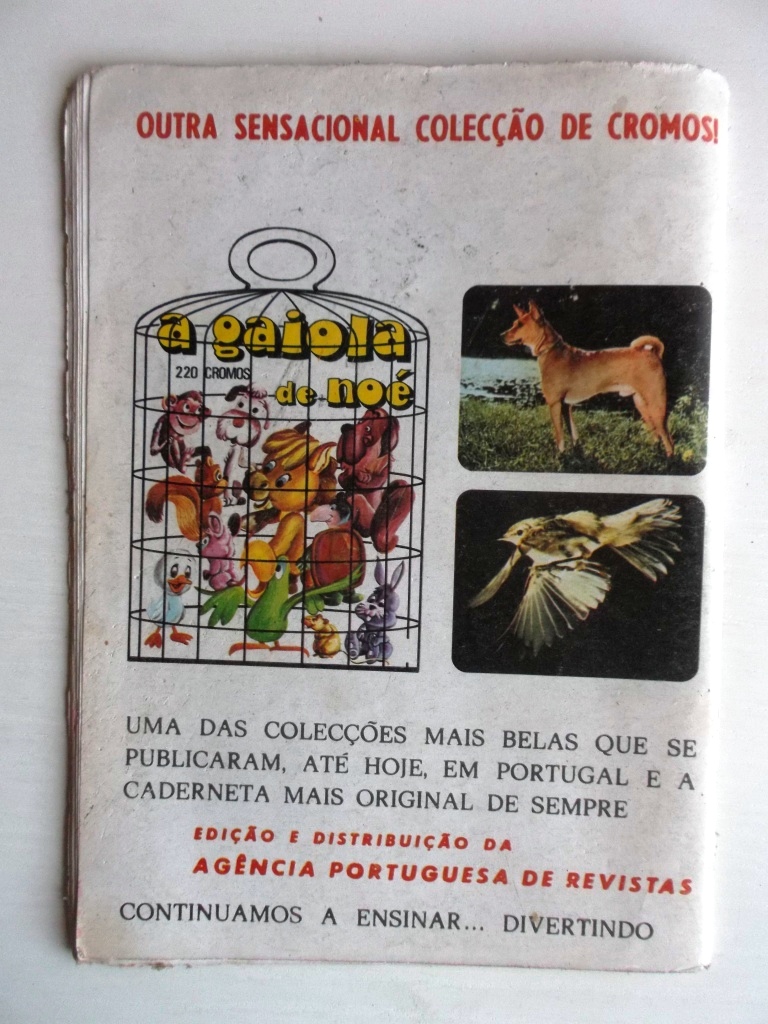 OUTRA SENSACIONAL COLECÇÃO DE CROMOS!
a gaiola
220 CROMOS
de noé
UMA DAS COLECÇÕES MAIS BELAS QUE SE
PUBLICARAM, ATÉ HOJE, EM PORTUGAL E A
CADERNETA MAIS ORIGINAL DE SEMPRE
EDIÇÃO E DISTRIBUIÇÃO DA
AGÊNCIA PORTUGUESA DE REVISTAS
CONTINUAMOS A ENSINAR... DIVERTINDO